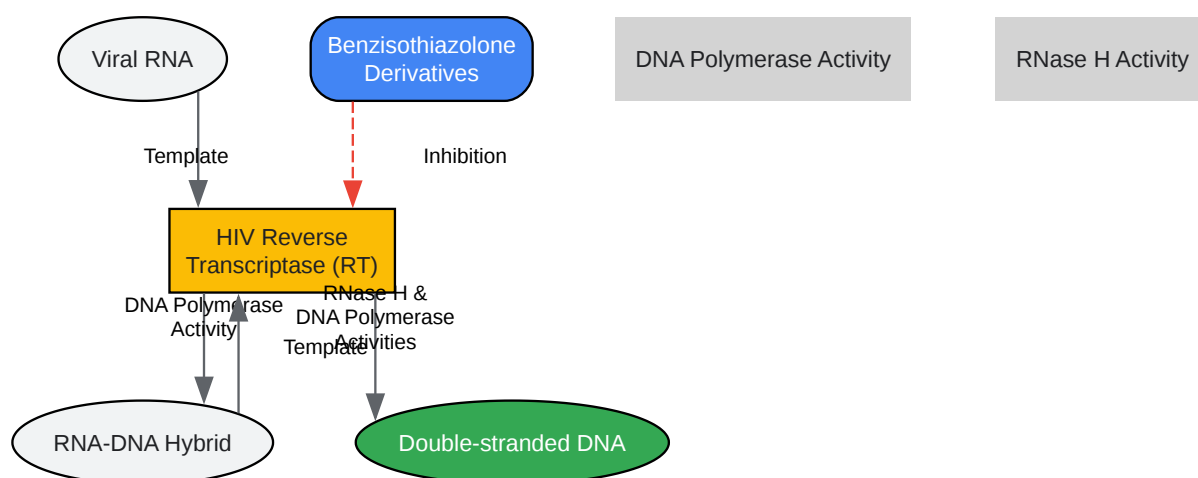 Viral RNA
Benzisothiazolone
Derivatives
DNA Polymerase Activity
RNase H Activity
Template
Inhibition
HIV Reverse
Transcriptase (RT)
DNA Polymerase
Activity
RNase H &
DNA Polymerase
Activities
Template
RNA-DNA Hybrid
Double-stranded DNA